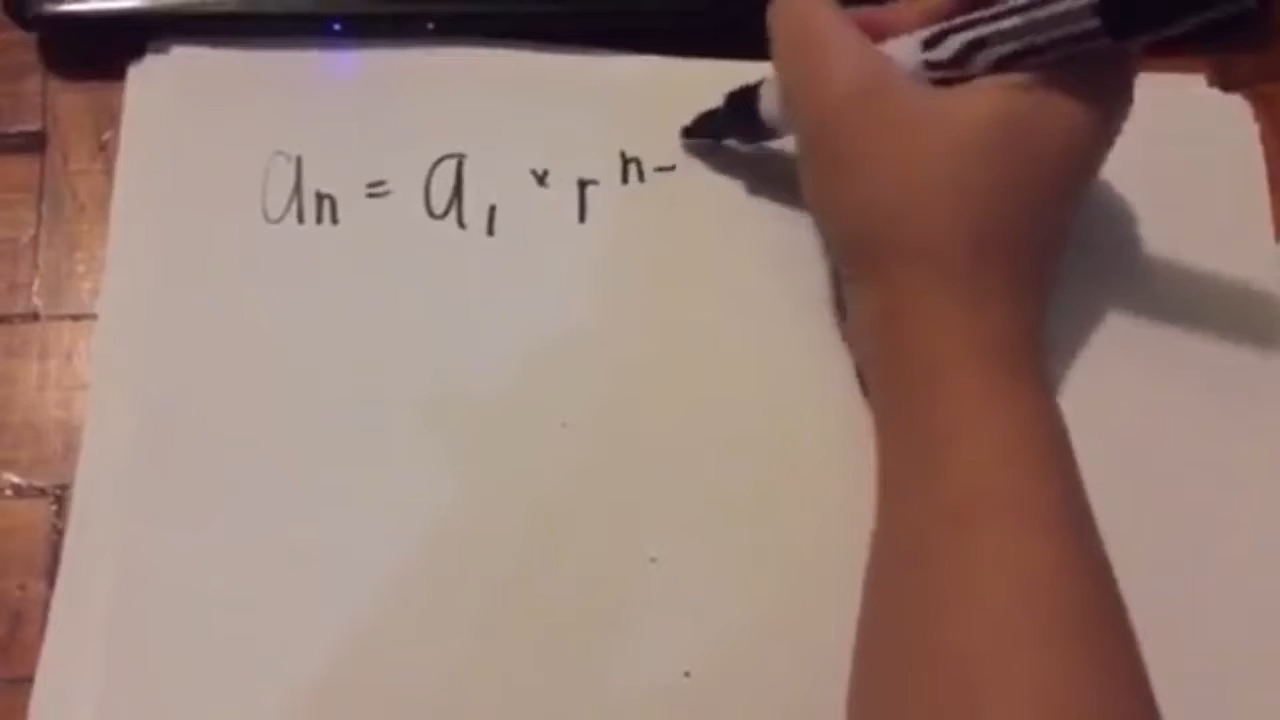 aₙ = a₁ × r ⁿ⁻